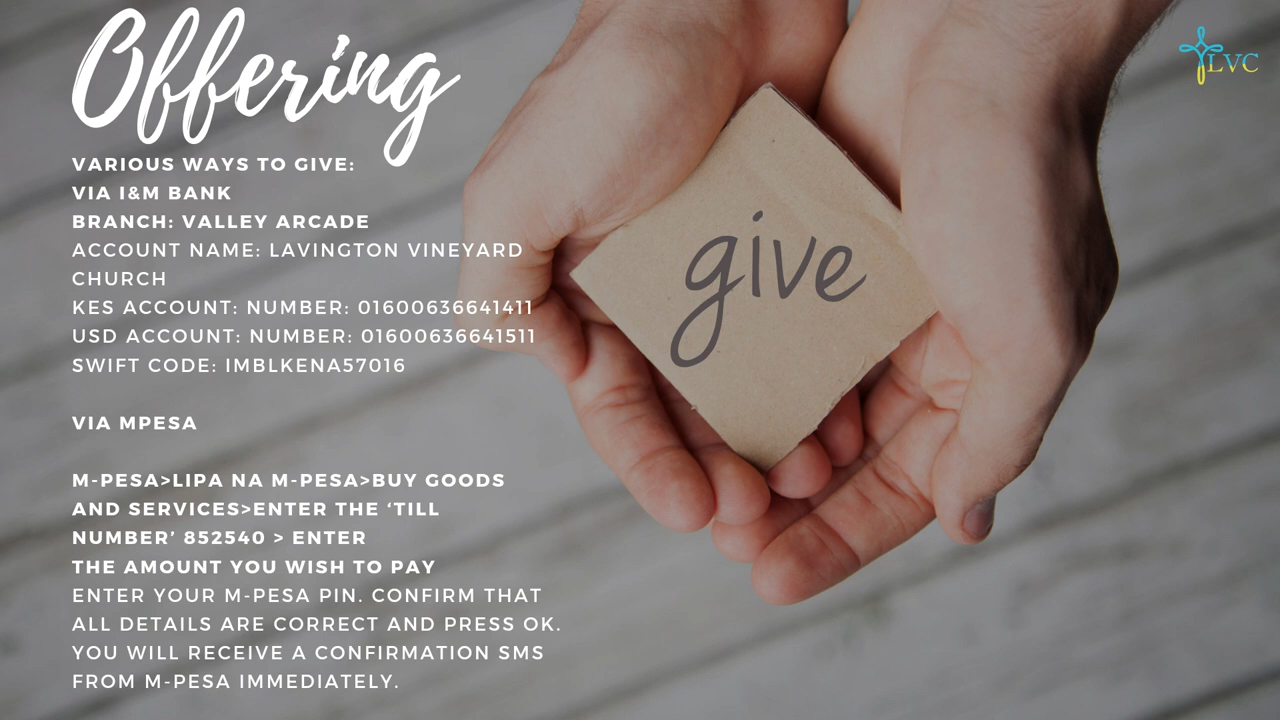 Offering
VARIOUS WAYS TO GIVE:
VIA I&M BANK
BRANCH: VALLEY ARCADE
ACCOUNT NAME: LAVINGTON VINEYARD
CHURCH
KES ACCOUNT: NUMBER: 01600636641411
USD ACCOUNT: NUMBER: 01600636641511
SWIFT CODE: IMBLKENA57016
VIA MPESA
M-PESA>LIPA NA M-PESA>BUY GOODS
AND SERVICES>ENTER THE ‘TILL
NUMBER’ 852540 > ENTER
THE AMOUNT YOU WISH TO PAY
ENTER YOUR M-PESA PIN. CONFIRM THAT
ALL DETAILS ARE CORRECT AND PRESS OK.
YOU WILL RECEIVE A CONFIRMATION SMS
FROM M-PESA IMMEDIATELY.
give
LVC